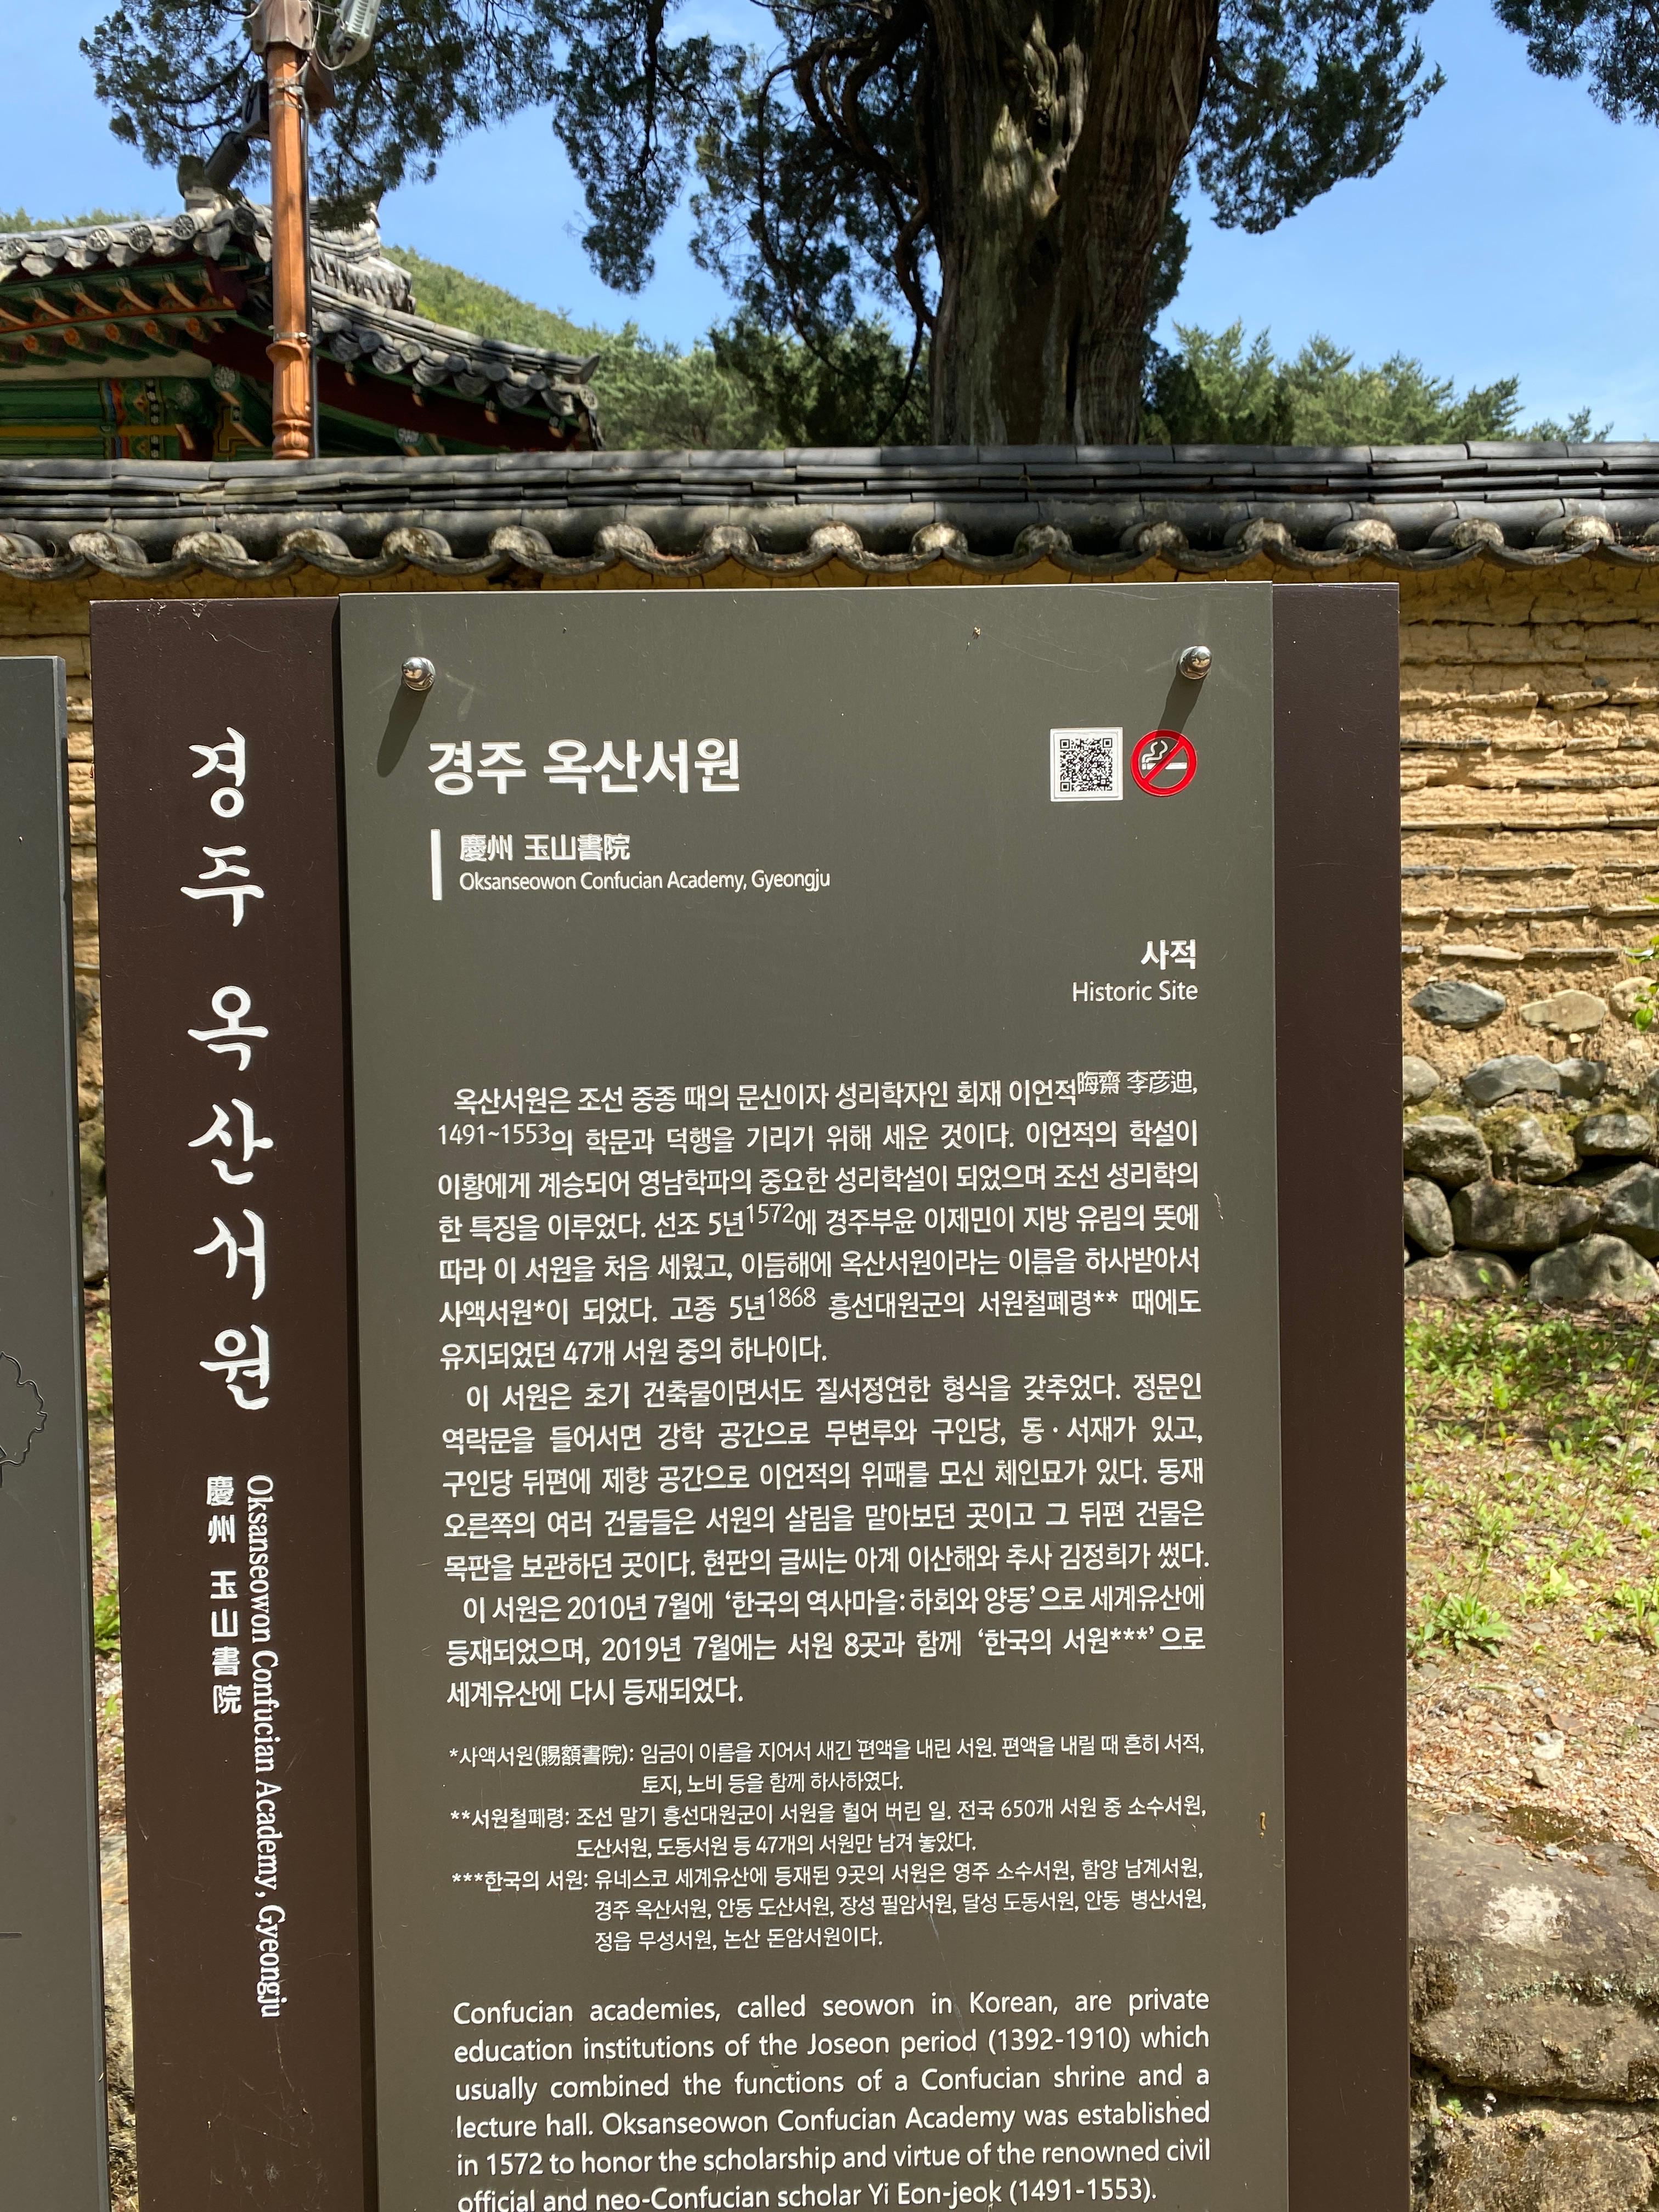 경주 옥산서원
慶州 玉山書院
Oksanseowon Confucian Academy, Gyeongju
경주 옥산서원
慶州 玉山書院
Oksanseowon Confucian Academy, Gyeongju
사적
Historic Site
옥산서원은 조선 중종 때의 문신이자 성리학자인 회재 이언적晦齋 李彦迪,
1491~1553의 학문과 덕행을 기리기 위해 세운 것이다. 이언적의 학설이
이황에게 계승되어 영남학파의 중요한 성리학설이 되었으며 조선 성리학의
한 특징을 이루었다. 선조 5년1572에 경주부윤 이제민이 지방 유림의 뜻에
따라 이 서원을 처음 세웠고, 이듬해에 옥산서원이라는 이름을 하사받아서
사액서원*이 되었다. 고종 5년1868 흥선대원군의 서원철폐령** 때에도
유지되었던 47개 서원 중의 하나이다.
이 서원은 초기 건축물이면서도 질서정연한 형식을 갖추었다. 정문인
역락문을 들어서면 강학 공간으로 무변루와 구인당, 동·서재가 있고,
구인당 뒤편에 제향 공간으로 이언적의 위패를 모신 체인묘가 있다. 동재
오른쪽의 여러 건물들은 서원의 살림을 맡아보던 곳이고 그 뒤편 건물은
목판을 보관하던 곳이다. 현판의 글씨는 아계 이산해와 추사 김정희가 썼다.
이 서원은 2010년 7월에 ‘한국의 역사마을: 하회와 양동’으로 세계유산에
등재되었으며, 2019년 7월에는 서원 8곳과 함께 ‘한국의 서원***’으로
세계유산에 다시 등재되었다.
*사액서원(賜額書院): 임금이 이름을 지어서 새긴 편액을 내린 서원. 편액을 내릴 때 흔히 서적,
토지, 노비 등을 함께 하사하였다.
**서원철폐령: 조선 말기 흥선대원군이 서원을 헐어 버린 일. 전국 650개 서원 중 소수서원,
도산서원, 도동서원 등 47개의 서원만 남겨 놓았다.
***한국의 서원: 유네스코 세계유산에 등재된 9곳의 서원은 영주 소수서원, 함양 남계서원,
경주 옥산서원, 안동 도산서원, 장성 필암서원, 달성 도동서원, 안동 병산서원,
정읍 무성서원, 논산 돈암서원이다.
Confucian academies, called seowon in Korean, are private
education institutions of the Joseon period (1392-1910) which
usually combined the functions of a Confucian shrine and a
lecture hall. Oksanseowon Confucian Academy was established
in 1572 to honor the scholarship and virtue of the renowned civil
official and neo-Confucian scholar Yi Eon-jeok (1491-1553).